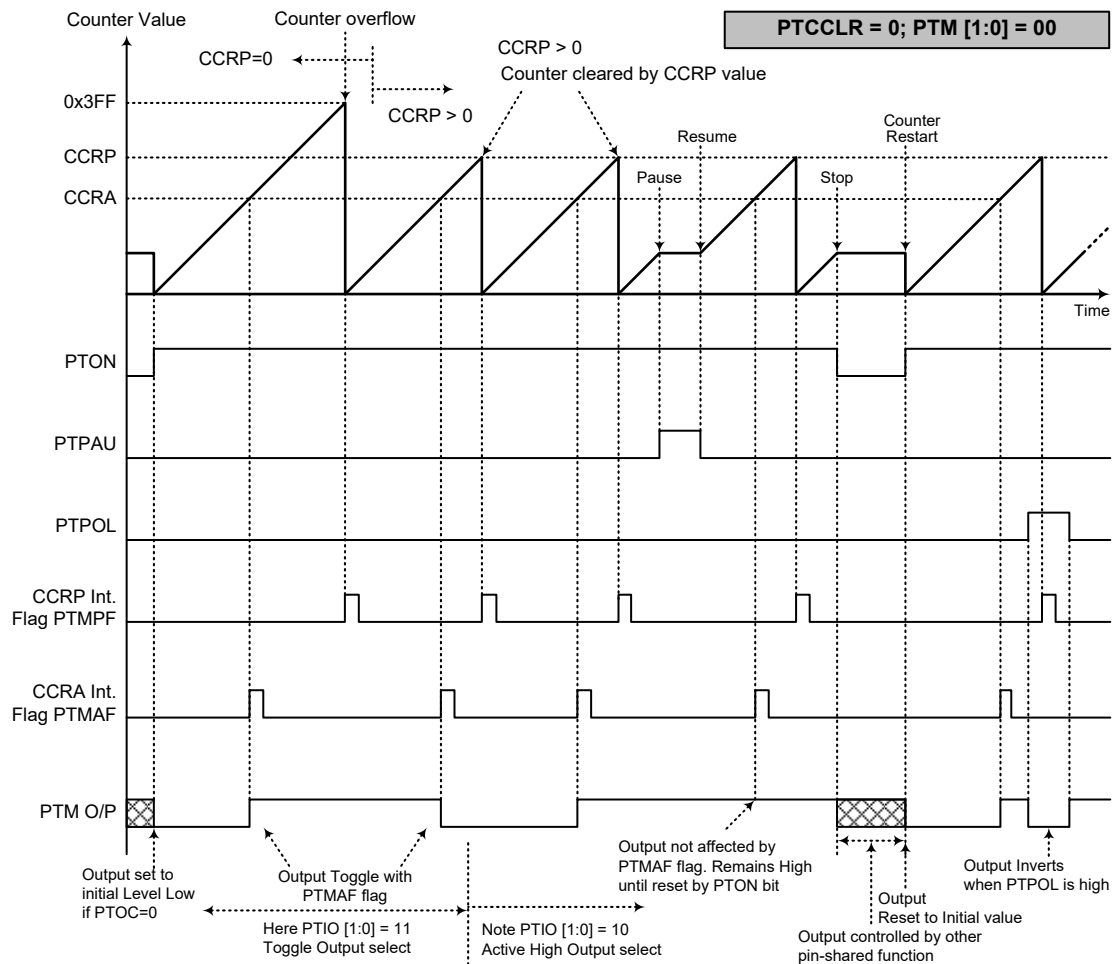 Counter Value
Counter overflow
PTCCLR = 0; PTM [1:0] = 00
CCRP=0
CCRP > 0
CCRP > 0
Counter cleared by CCRP value
0x3FF
CCRP
CCRA
Pause
Resume
Stop
Counter
Restart
Time
PTON
PTPAU
PTPOL
CCRP Int.
Flag PTMPF
CCRA Int.
Flag PTMAF
PTM O/P
Output set to
initial Level Low
if PTOC=0
Output Toggle with
PTMAF flag
Here PTIO [1:0] = 11
Toggle Output select
Note PTIO [1:0] = 10
Active High Output select
Output not affected by
PTMAF flag. Remains High
until reset by PTON bit
Output
Reset to Initial value
Output controlled by other
pin-shared function
Output Inverts
when PTPOL is high